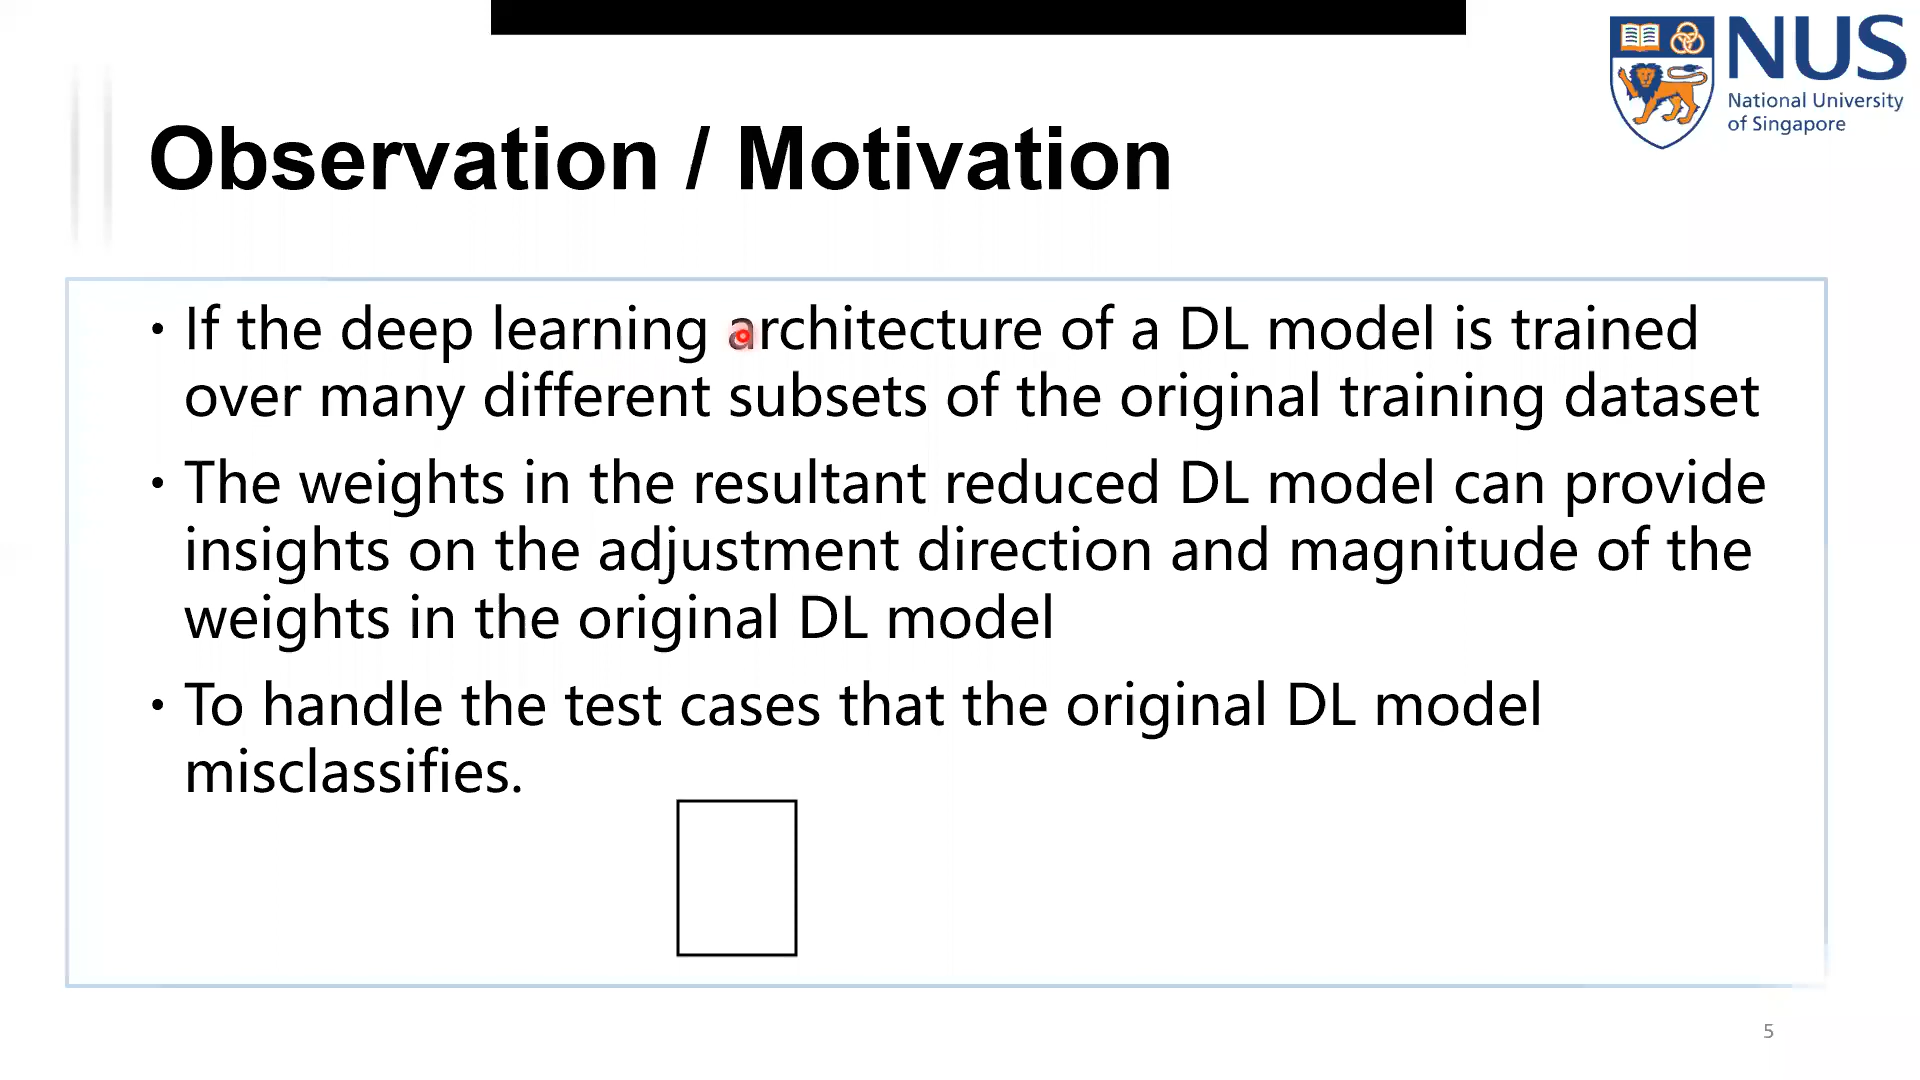 NUS
National University
of Singapore
Observation / Motivation
• If the deep learning architecture of a DL model is trained
over many different subsets of the original training dataset
• The weights in the resultant reduced DL model can provide
insights on the adjustment direction and magnitude of the
weights in the original DL model
• To handle the test cases that the original DL model
misclassifies.
5